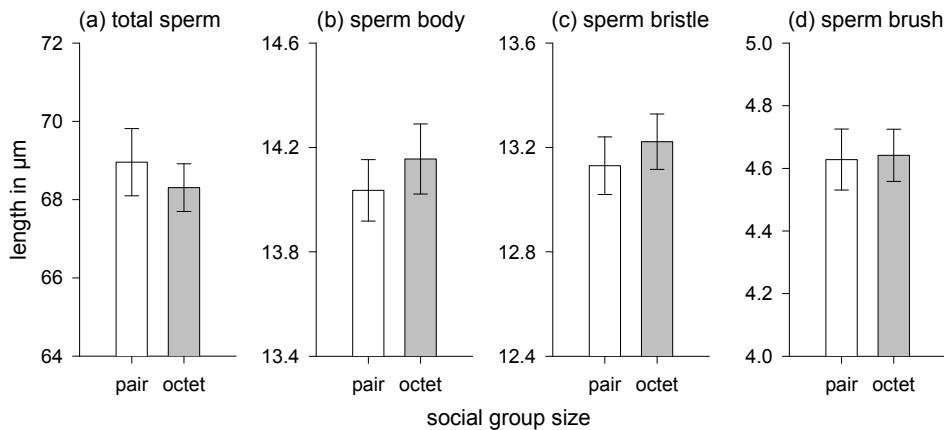 (a) total sperm (b) sperm body (c) sperm bristle (d) sperm brush
72 14.6 13.6 5.0
4.8
70 14.2 13.2
4.6
68
4.4
13.8 12.8
66
4.2
64 13.4 12.4 4.0
length in µm
pair octet pair octet pair octet pair octet
social group size